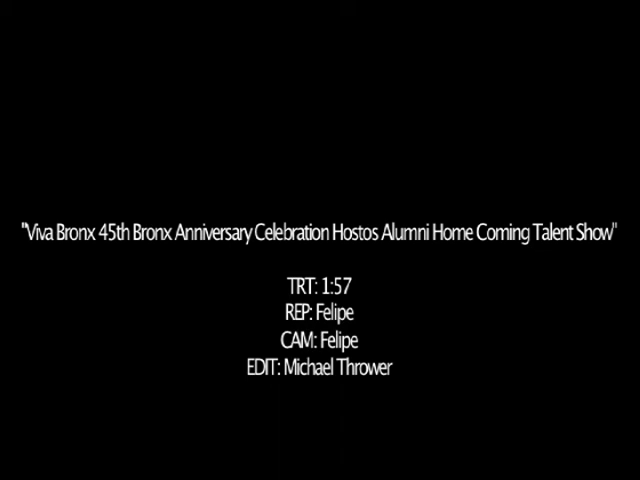 "Viva Bronx 45th Bronx Anniversary Celebration Hostos Alumni Home Coming Talent Show"
TRT: 1:57
REP: Felipe
CAM: Felipe
EDIT: Michael Thrower